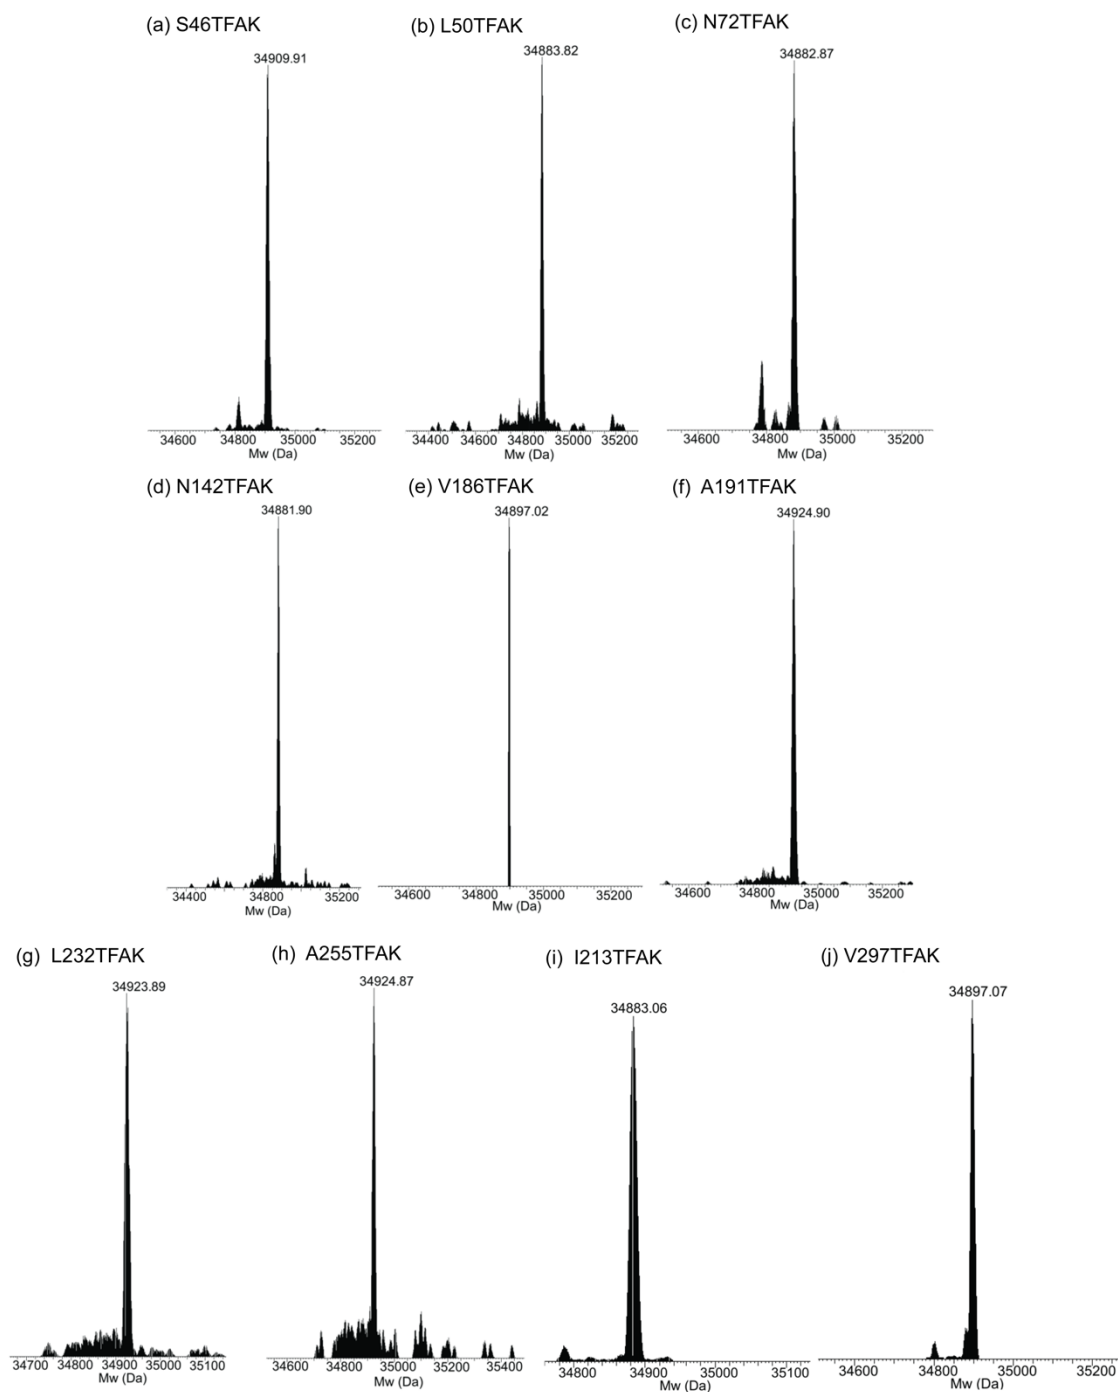 (a) S46TFAK
34909.91
34600 34800 35000 35200
Mw (Da)
(b) L50TFAK
34883.82
34400 34600 34800 35000 35200
Mw (Da)
(c) N72TFAK
34882.87
34600 34800 35000 35200
Mw (Da)
(d) N142TFAK
34881.90
34400 34800 35200
Mw (Da)
(e) V186TFAK
34897.02
34600 34800 35000 35200
Mw (Da)
(f) A191TFAK
34924.90
34600 34800 35000 35200
Mw (Da)
(g) L232TFAK
34923.89
34700 34800 34900 35000 35100
Mw (Da)
(h) A255TFAK
34924.87
34600 34800 35000 35200 35400
Mw (Da)
(i) I213TFAK
34883.06
34800 34900 35000 35100
Mw (Da)
(j) V297TFAK
34897.07
34600 34800 35000 35200
Mw (Da)